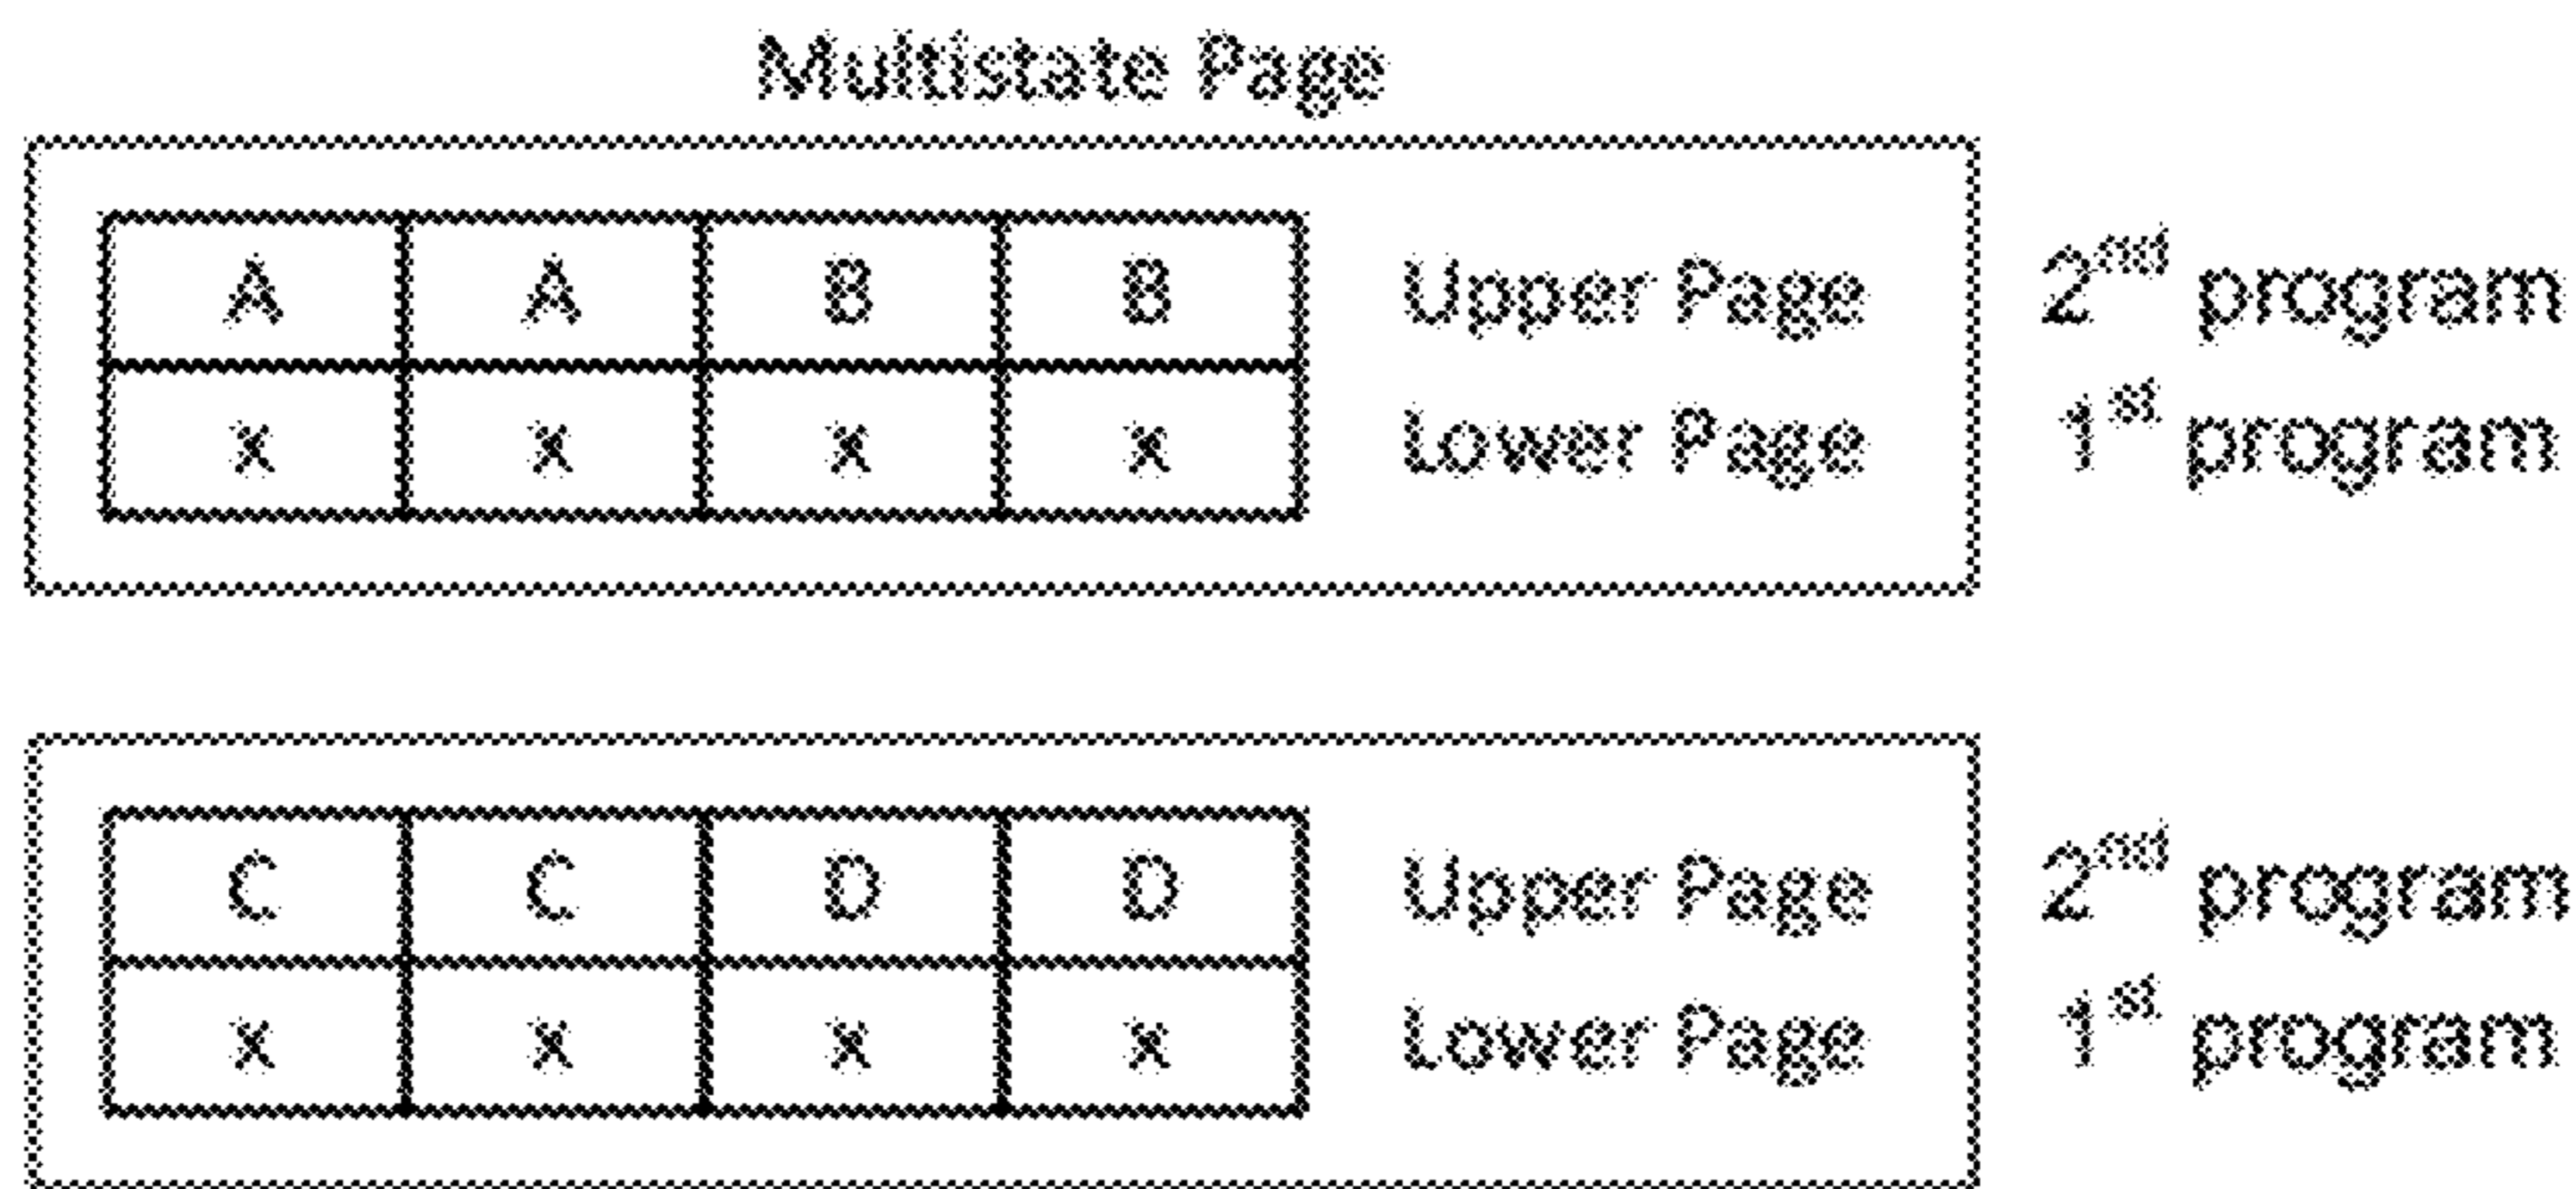 Multistate Page
A A B B Upper Page 2nd program
x x x x Lower Page 1st program
C C D D Upper Page 2nd program
x x x x Lower Page 1st program